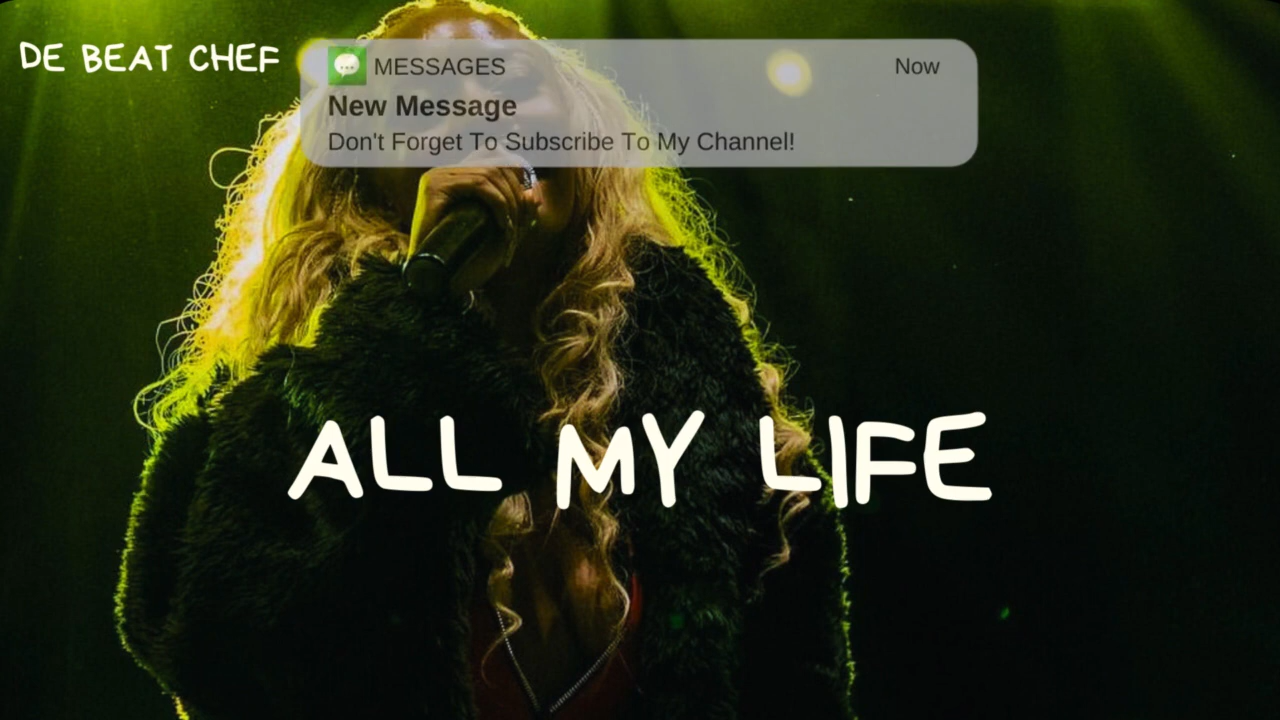 DE BEAT CHEF
MESSAGES
Now
New Message
Don't Forget To Subscribe To My Channel!
ALL MY LIFE